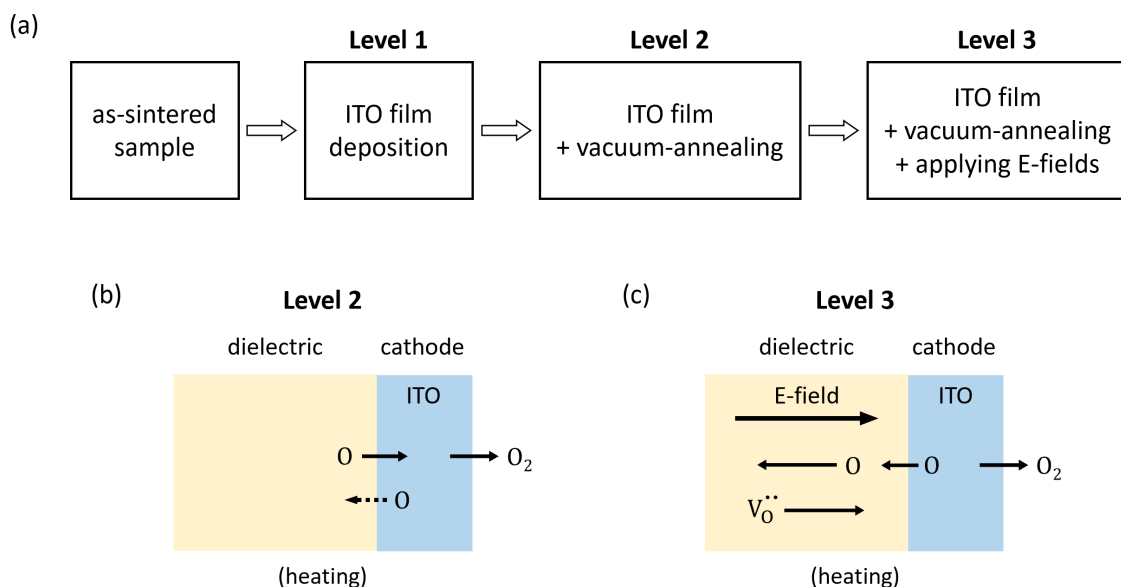 (a)
Level 1
Level 2
Level 3
as-sintered
sample
ITO film
deposition
ITO film
+ vacuum-annealing
ITO film
+ vacuum-annealing
+ applying E-fields
(b)
Level 2
dielectric
cathode
ITO
O
O₂
O
(heating)
(c)
Level 3
dielectric
cathode
E-field
ITO
O
O
O₂
V_O^¨
(heating)